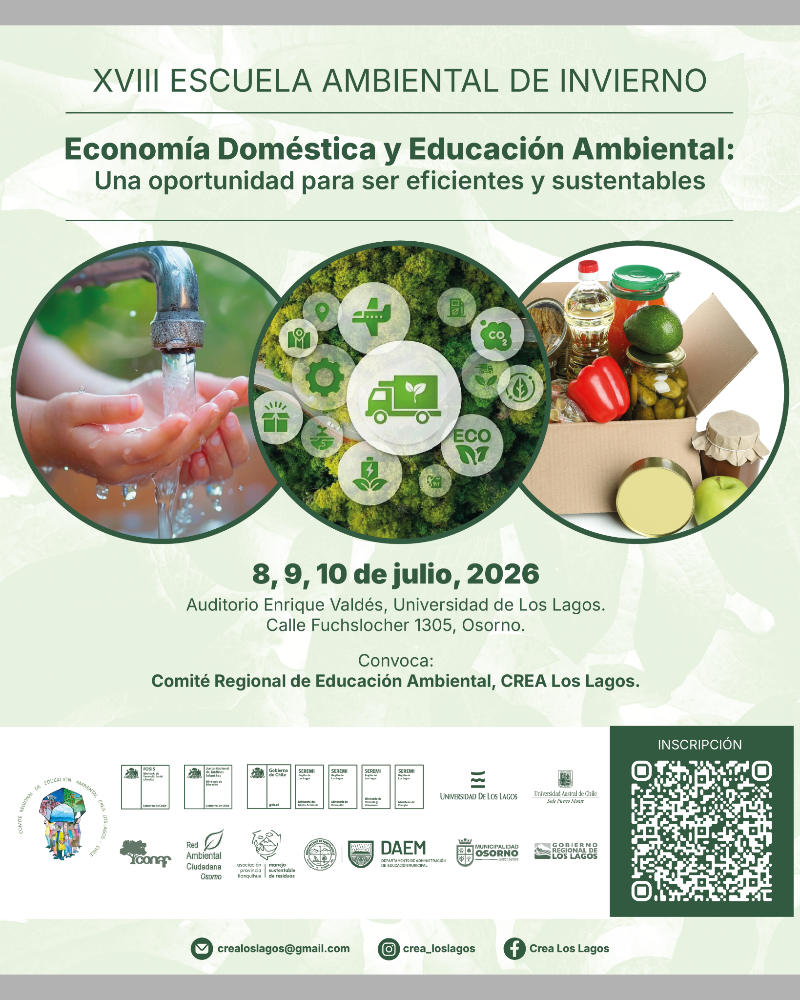 XVIII ESCUELA AMBIENTAL DE INVIERNO
Economía Doméstica y Educación Ambiental:
Una oportunidad para ser eficientes y sustentables
CO2
ECO
8, 9, 10 de julio, 2026
Auditorio Enrique Valdés, Universidad de Los Lagos.
Calle Fuchslocher 1305, Osorno.
Convoca:
Comité Regional de Educación Ambiental, CREA Los Lagos.
INSCRIPCIÓN
COMITÉ REGIONAL DE EDUCACIÓN AMBIENTAL CREA LOS LAGOS - CHILE
FOSIS
Ministerio de
Desarrollo Social
y Familia
Gobierno de Chile
Junta Nacional
de Jardines
Infantiles
Ministerio de
Educación
Gobierno de Chile
Gobierno
de Chile
gob.cl
SEREMI
Región de
Los Lagos
Ministerio del
Medio Ambiente
SEREMI
Región de
Los Lagos
Ministerio de
Educación
SEREMI
Región de
Los Lagos
Ministerio de
Vivienda y
Urbanismo
SEREMI
Región de
Los Lagos
Ministerio de
Energía
UNIVERSIDAD DE LOS LAGOS
Universidad Austral de Chile
Sede Puerto Montt
conaf
Red
Ambiental
Ciudadana
Osorno
asociación
provincia
llanquihue
manejo
sustentable
de residuos
DAEM
DEPARTAMENTO DE ADMINISTRACIÓN
DE EDUCACIÓN MUNICIPAL
MUNICIPALIDAD
OSORNO
contigo siempre
GOBIERNO
REGIONAL DE
LOS LAGOS
crealoslagos@gmail.com
crea_loslagos
Crea Los Lagos